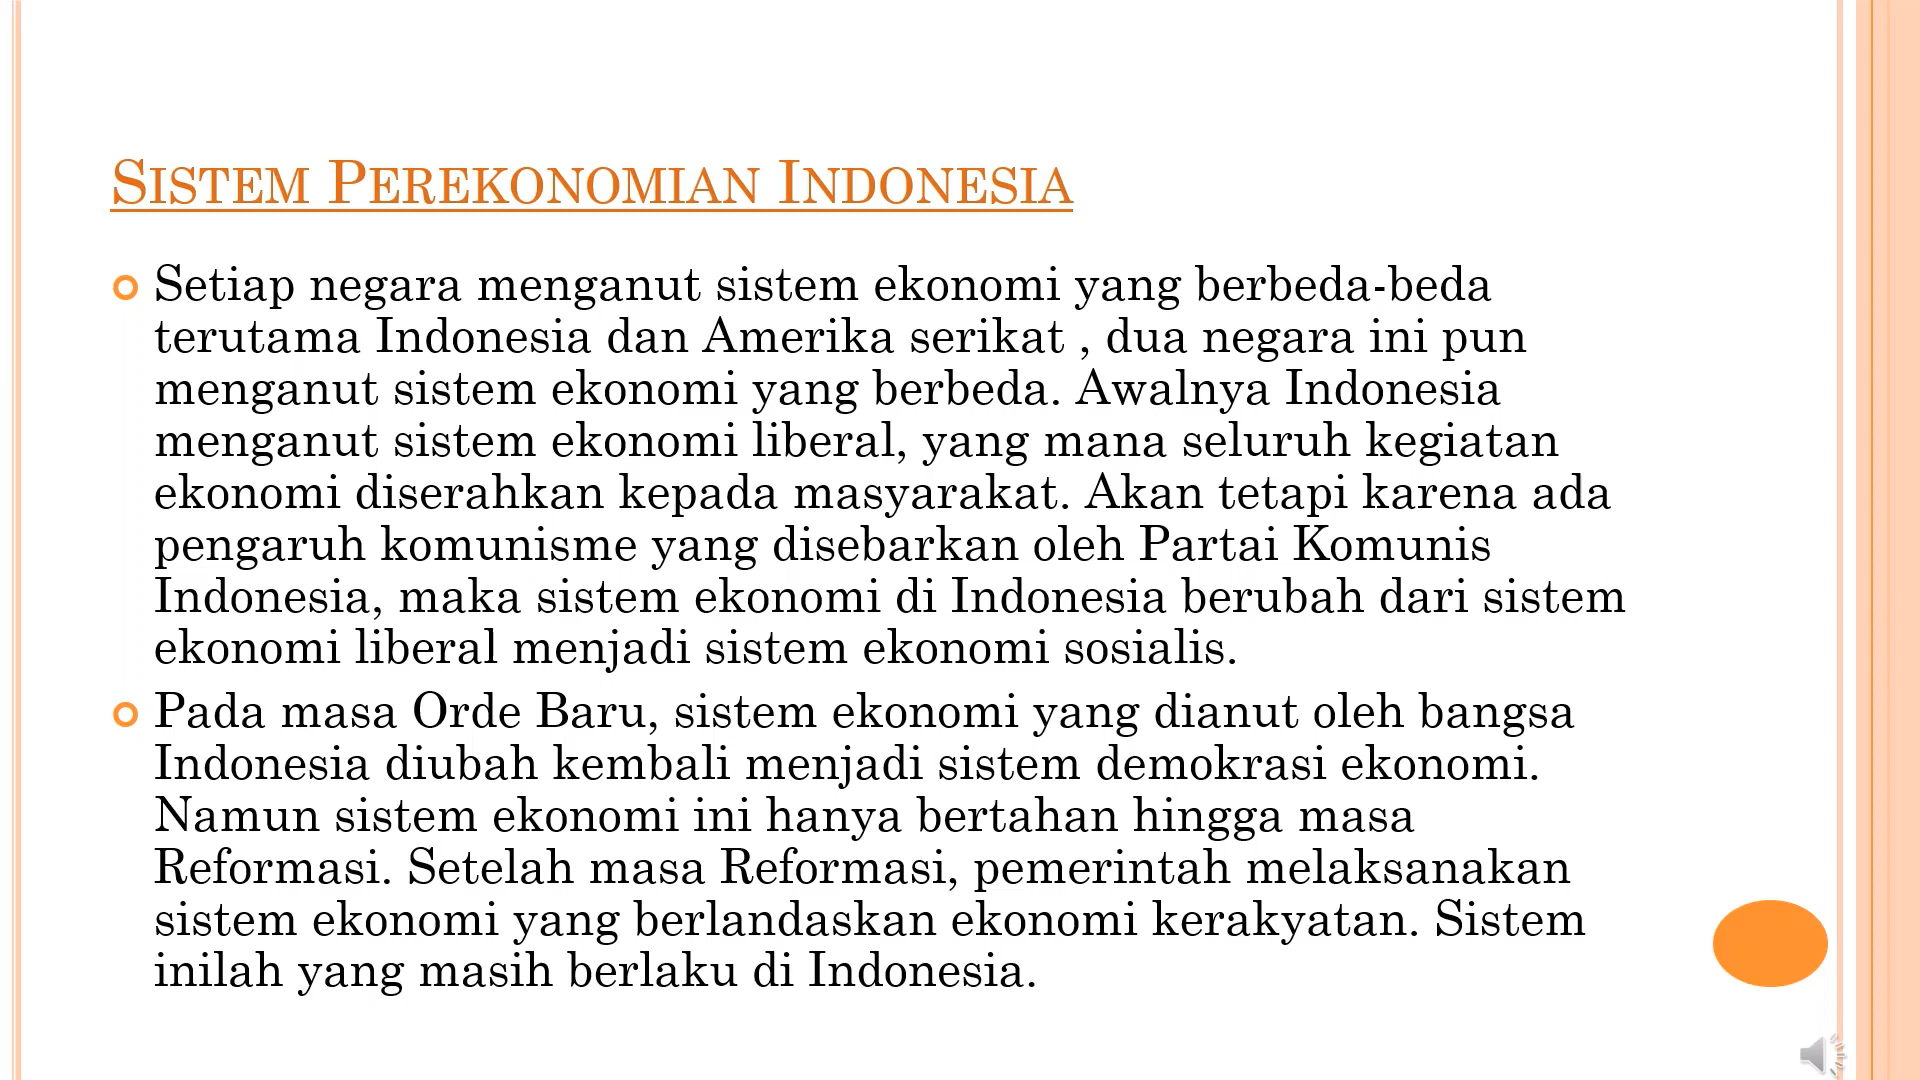 Sistem Perekonomian Indonesia
Setiap negara menganut sistem ekonomi yang berbeda-beda
terutama Indonesia dan Amerika serikat , dua negara ini pun
menganut sistem ekonomi yang berbeda. Awalnya Indonesia
menganut sistem ekonomi liberal, yang mana seluruh kegiatan
ekonomi diserahkan kepada masyarakat. Akan tetapi karena ada
pengaruh komunisme yang disebarkan oleh Partai Komunis
Indonesia, maka sistem ekonomi di Indonesia berubah dari sistem
ekonomi liberal menjadi sistem ekonomi sosialis.
Pada masa Orde Baru, sistem ekonomi yang dianut oleh bangsa
Indonesia diubah kembali menjadi sistem demokrasi ekonomi.
Namun sistem ekonomi ini hanya bertahan hingga masa
Reformasi. Setelah masa Reformasi, pemerintah melaksanakan
sistem ekonomi yang berlandaskan ekonomi kerakyatan. Sistem
inilah yang masih berlaku di Indonesia.